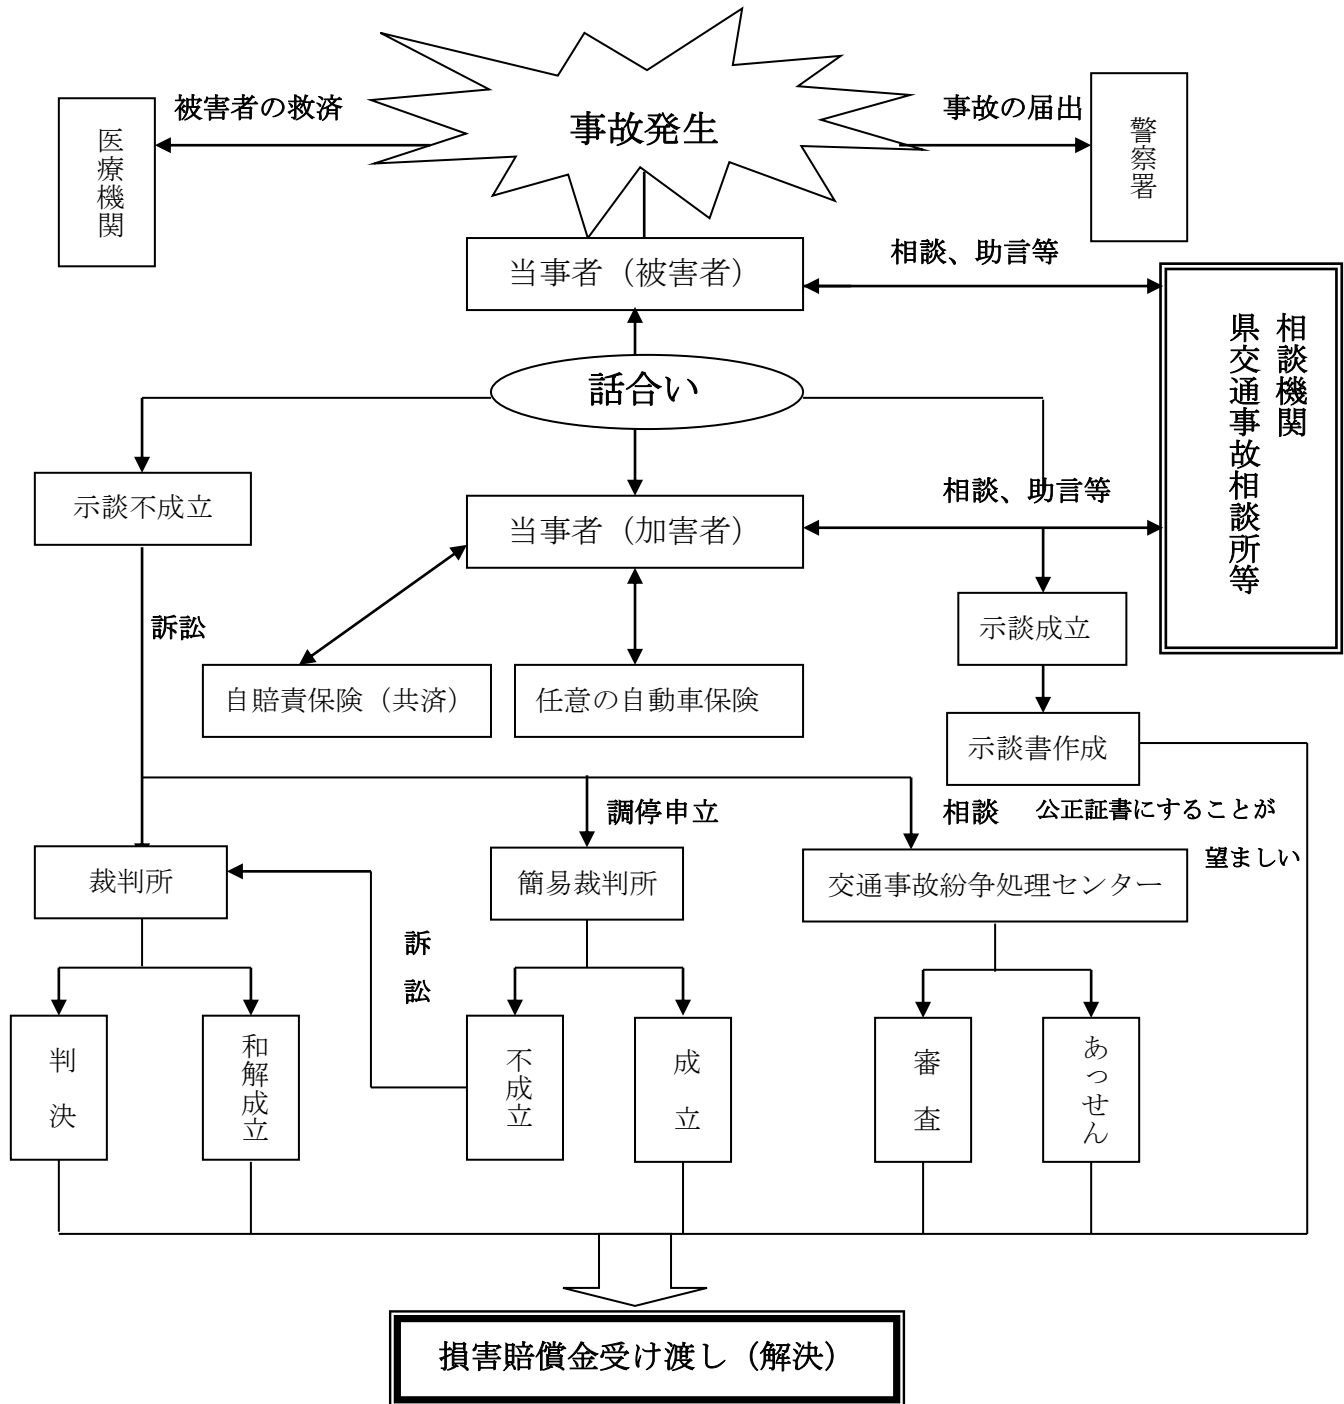 事故発生
被害者の救済
事故の届出
医療機関
警察署
当事者（被害者）
相談、助言等
相談機関
県交通事故相談所等
話合い
示談不成立
当事者（加害者）
相談、助言等
訴訟
示談成立
自賠責保険（共済）
任意の自動車保険
示談書作成
調停申立
相談
公正証書にすることが
望ましい
裁判所
簡易裁判所
交通事故紛争処理センター
訴
訟
判決
和解成立
不成立
成立
審査
あっせん
損害賠償金受け渡し（解決）